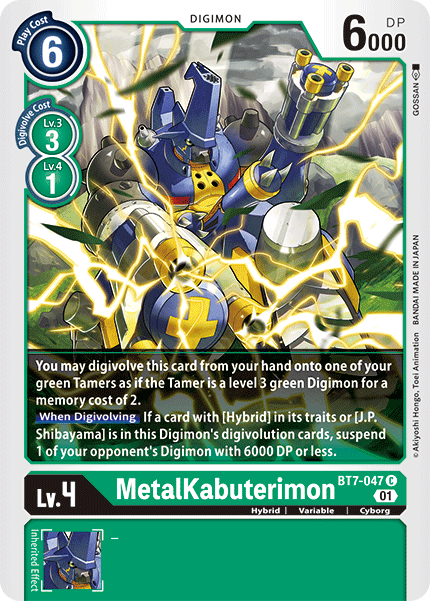 Play Cost
6
DIGIMON
6000
DP
Digivolve Cost
Lv.3
3
Lv.4
1
GOSSAN
© Akiyoshi Hongo, Toei Animation BANDAI MADE IN JAPAN
You may digivolve this card from your hand onto one of your
green Tamers as if the Tamer is a level 3 green Digimon for a
memory cost of 2.
When Digivolving If a card with [Hybrid] in its traits or [J.P.
Shibayama] is in this Digimon's digivolution cards, suspend
1 of your opponent's Digimon with 6000 DP or less.
Lv.4
MetalKabuterimon
BT7-047 C
01
Hybrid | Variable | Cyborg
Inherited Effect
–